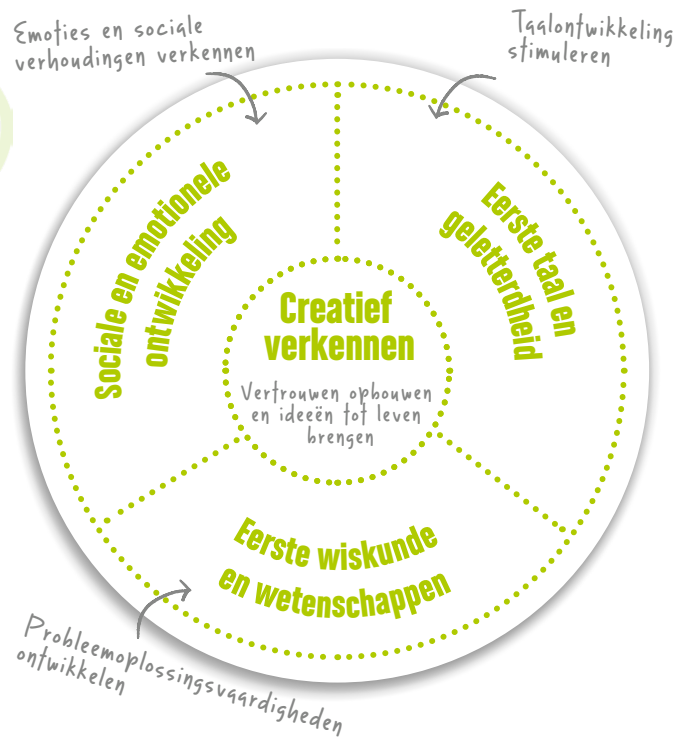 Emoties en sociale
verhoudingen verkennen
Taalontwikkeling
stimuleren
Sociale en emotionele
ontwikkeling
Eerste taal en
geletterdheid
Creatief
verkennen
Vertrouwen opbouwen
en ideeën tot leven
brengen
Eerste wiskunde
en wetenschappen
Probleemoplossingsvaardigheden
ontwikkelen